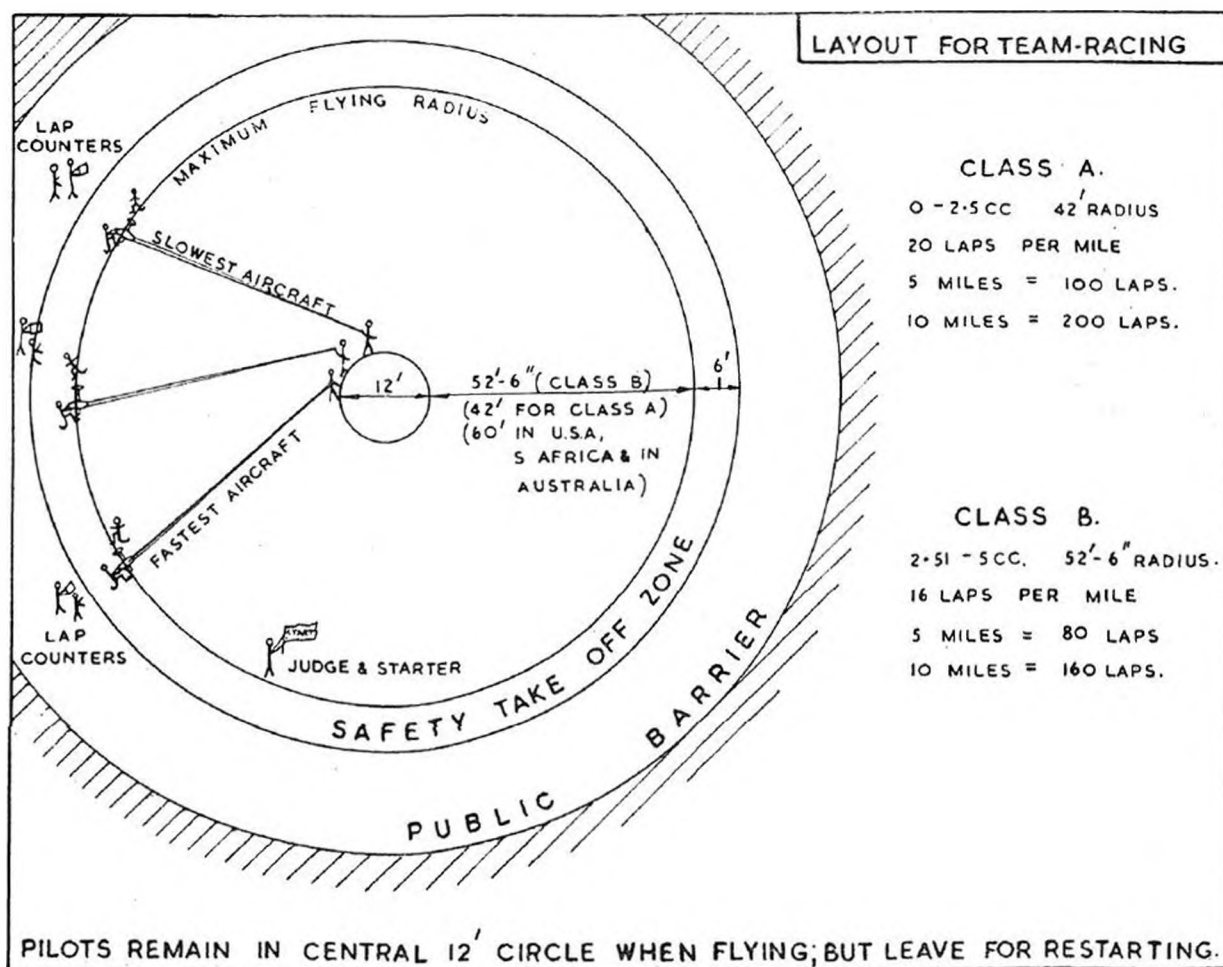 LAYOUT FOR TEAM-RACING
MAXIMUM FLYING RADIUS
LAP
COUNTERS
SLOWEST AIRCRAFT
12'
52'-6" (CLASS B)
(42' FOR CLASS A)
(60' IN U.S.A,
S AFRICA & IN
AUSTRALIA)
6'
FASTEST AIRCRAFT
LAP
COUNTERS
START
JUDGE & STARTER
SAFETY TAKE OFF ZONE
PUBLIC BARRIER
CLASS A.
0-2·5CC 42' RADIUS
20 LAPS PER MILE
5 MILES = 100 LAPS.
10 MILES = 200 LAPS.
CLASS B.
2·51-5CC. 52'-6" RADIUS.
16 LAPS PER MILE
5 MILES = 80 LAPS
10 MILES = 160 LAPS.
PILOTS REMAIN IN CENTRAL 12' CIRCLE WHEN FLYING; BUT LEAVE FOR RESTARTING.